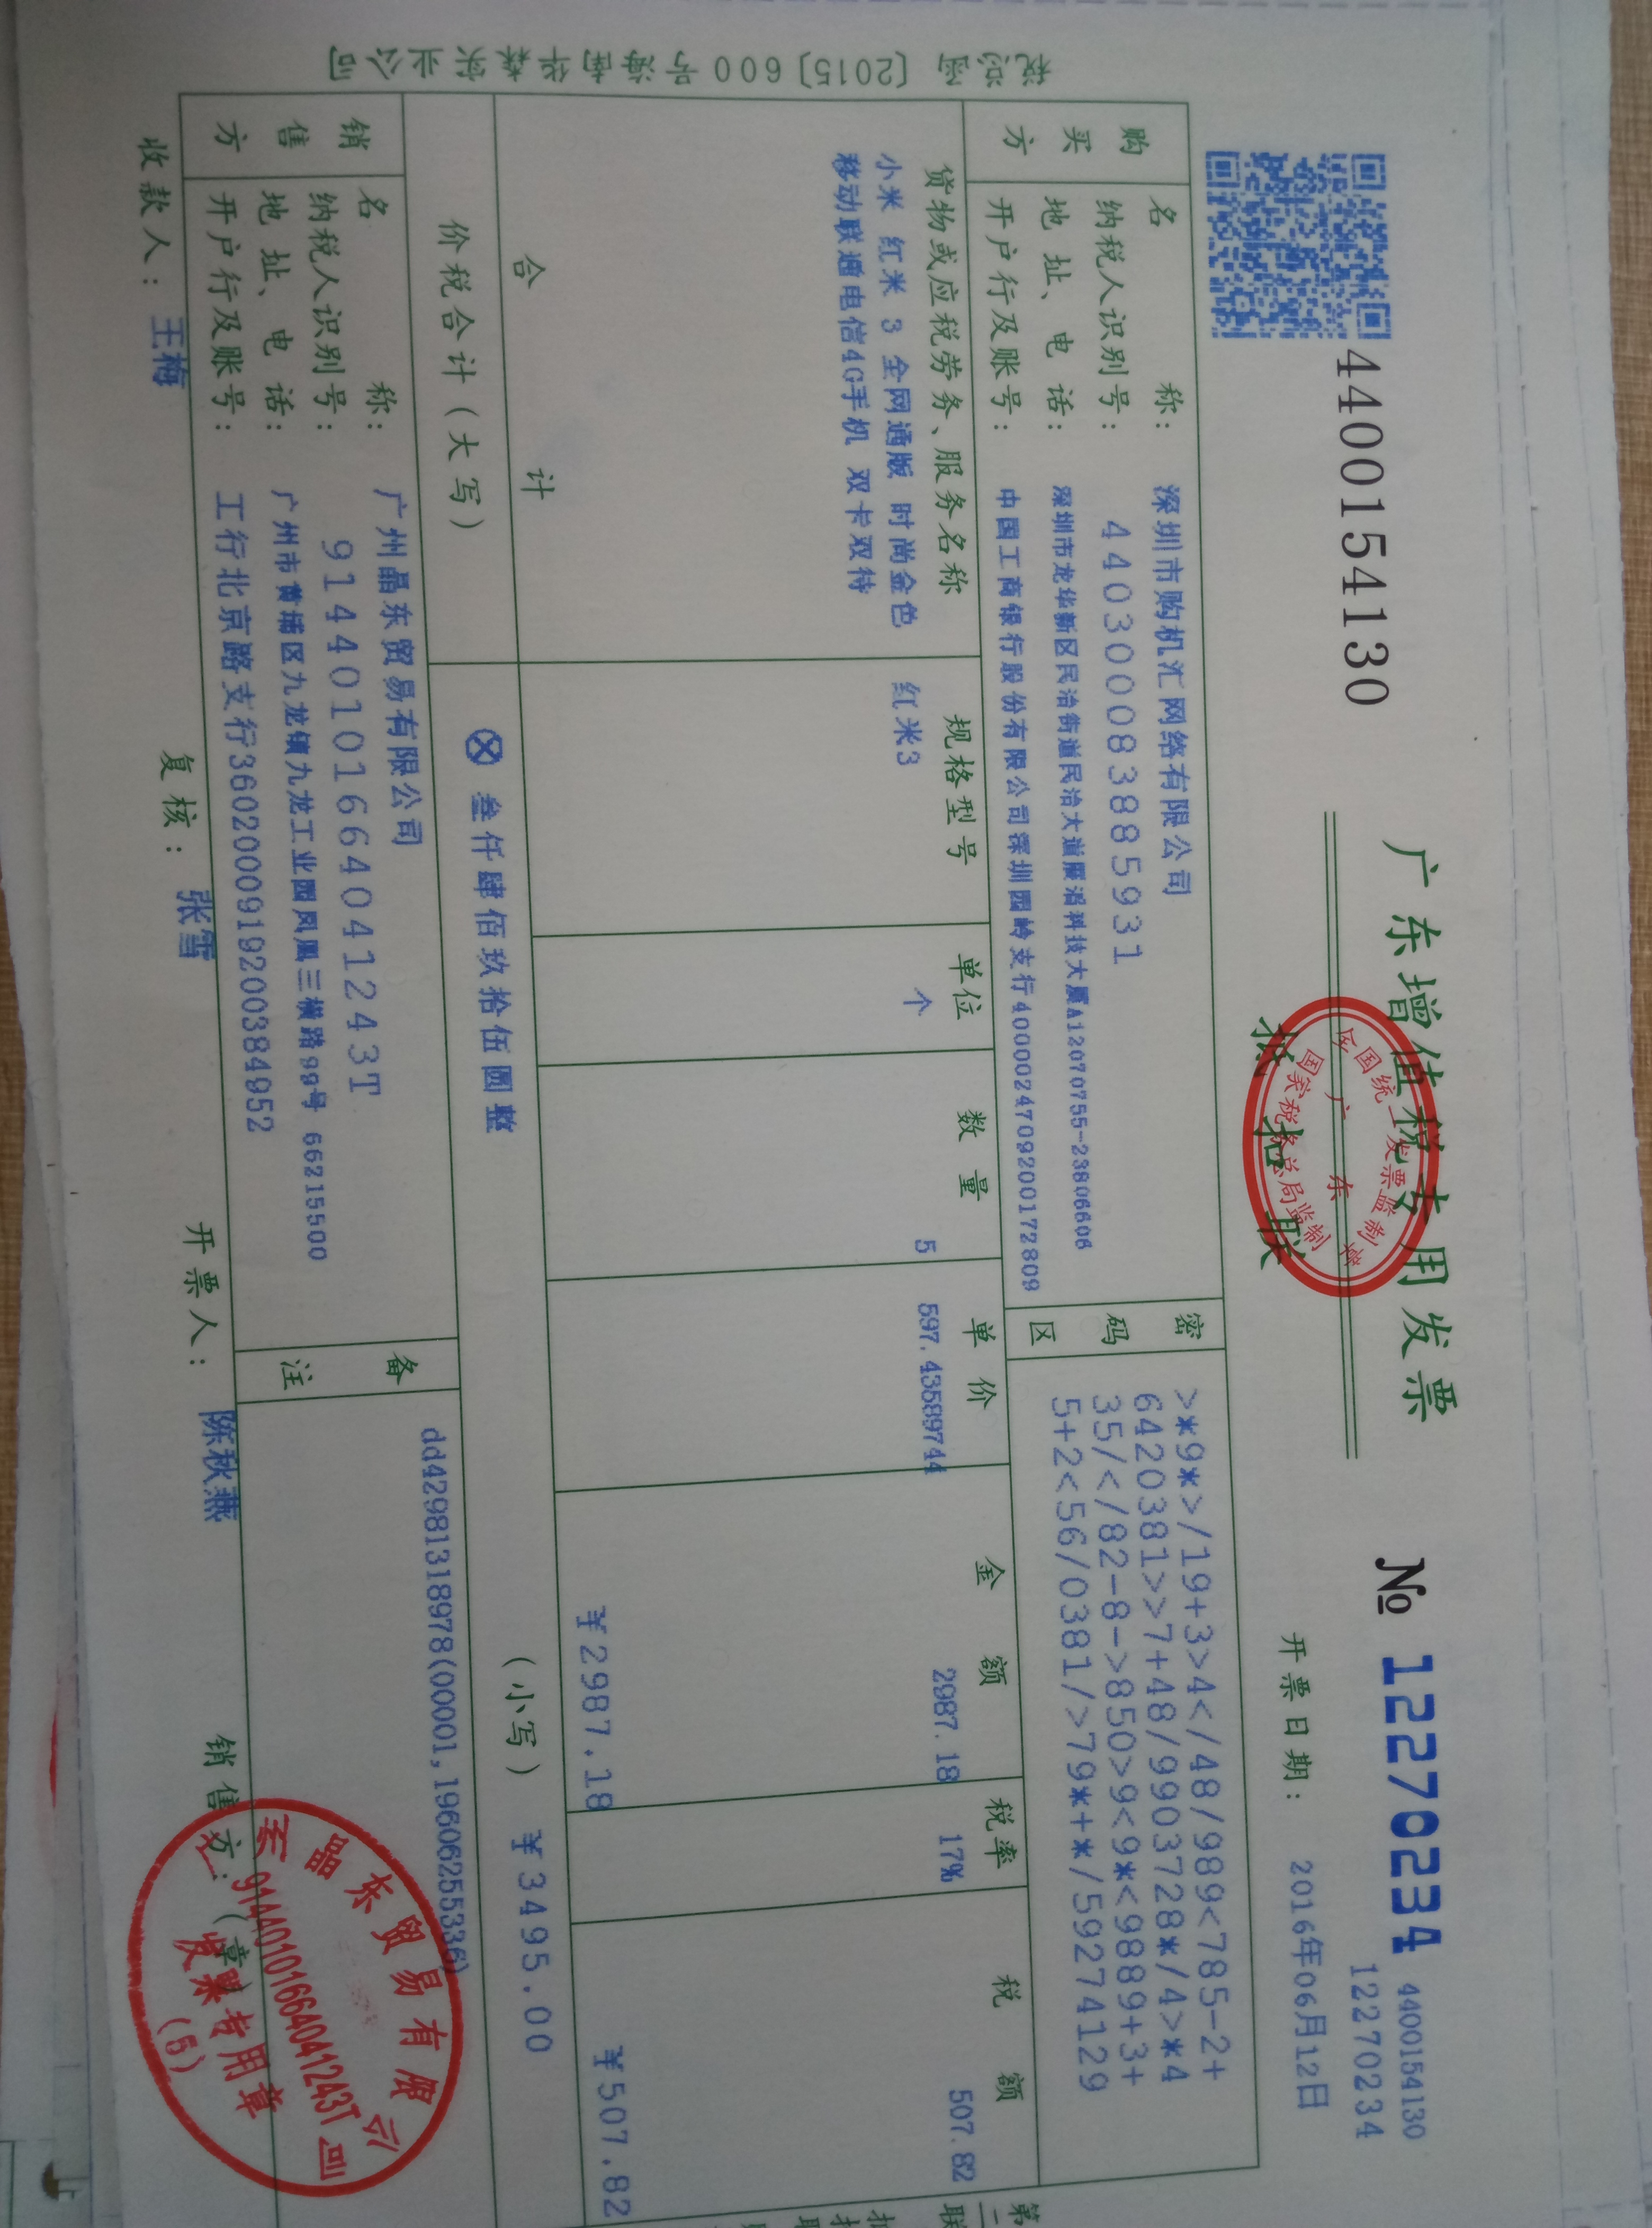 4400154130
广东增值税专用发票
抵扣联
全国统一发票监制章
广东
国家税务总局监制
№ 12270234
4400154130
12270234
开票日期： 2016年06月12日
税总函〔2015〕600号海南华森实业公司
购买方
名称： 深圳市购机汇网络有限公司
纳税人识别号： 440300083885931
地址、电话： 深圳市龙华新区民治街道民治大道展滔科技大厦A12070755-23806606
开户行及账号： 中国工商银行股份有限公司深圳园岭支行4000024709200172809
密码区
>*9*>/19+3>4</48/989<785-2+
6420381>>7+48/9903728*/4>*4
35/</82-8->850>9<9*<9889+3+
5+2<56/0381/>79*+*/59274129
货物或应税劳务、服务名称 规格型号 单位 数量 单价 金额 税率 税额
小米 红米 3 全网通版 时尚金色 红米3 个 5 597.43589744 2987.18 17% 507.82
移动联通电信4G手机 双卡双待
合计 ￥2987.18 ￥507.82
价税合计（大写） ⊗ 叁仟肆佰玖拾伍圆整 （小写） ￥3495.00
销售方
名称： 广州晶东贸易有限公司
纳税人识别号： 91440101664041243T
地址、电话： 广州市黄埔区九龙镇九龙工业园凤凰三横路99号 66215500
开户行及账号： 工行北京路支行3602000919200384952
备注
dd42981318978(00001,19606255336)
收款人： 王梅 复核： 张雪 开票人： 陈秋燕 销售方：（章）
晶东贸易有限公司
91440101664041243T
发票专用章
(5)